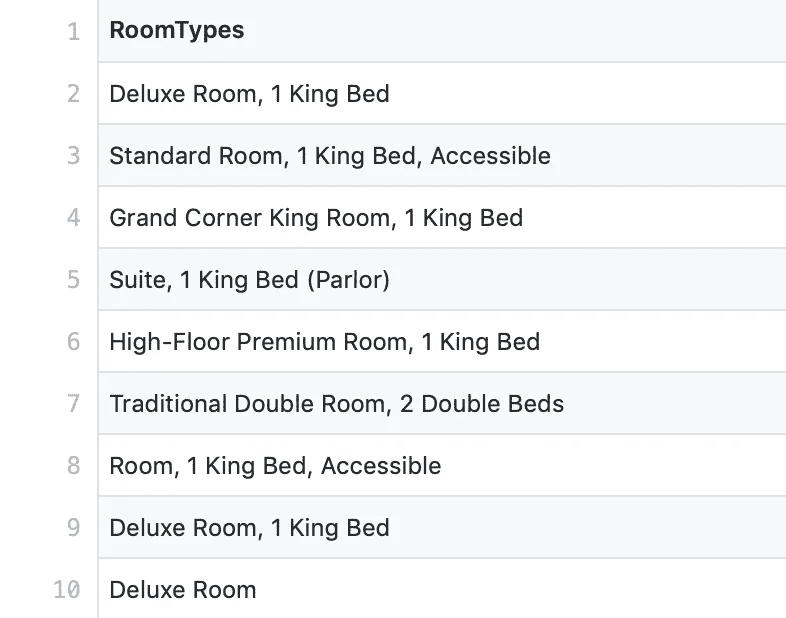 1 RoomTypes
2 Deluxe Room, 1 King Bed
3 Standard Room, 1 King Bed, Accessible
4 Grand Corner King Room, 1 King Bed
5 Suite, 1 King Bed (Parlor)
6 High-Floor Premium Room, 1 King Bed
7 Traditional Double Room, 2 Double Beds
8 Room, 1 King Bed, Accessible
9 Deluxe Room, 1 King Bed
10 Deluxe Room